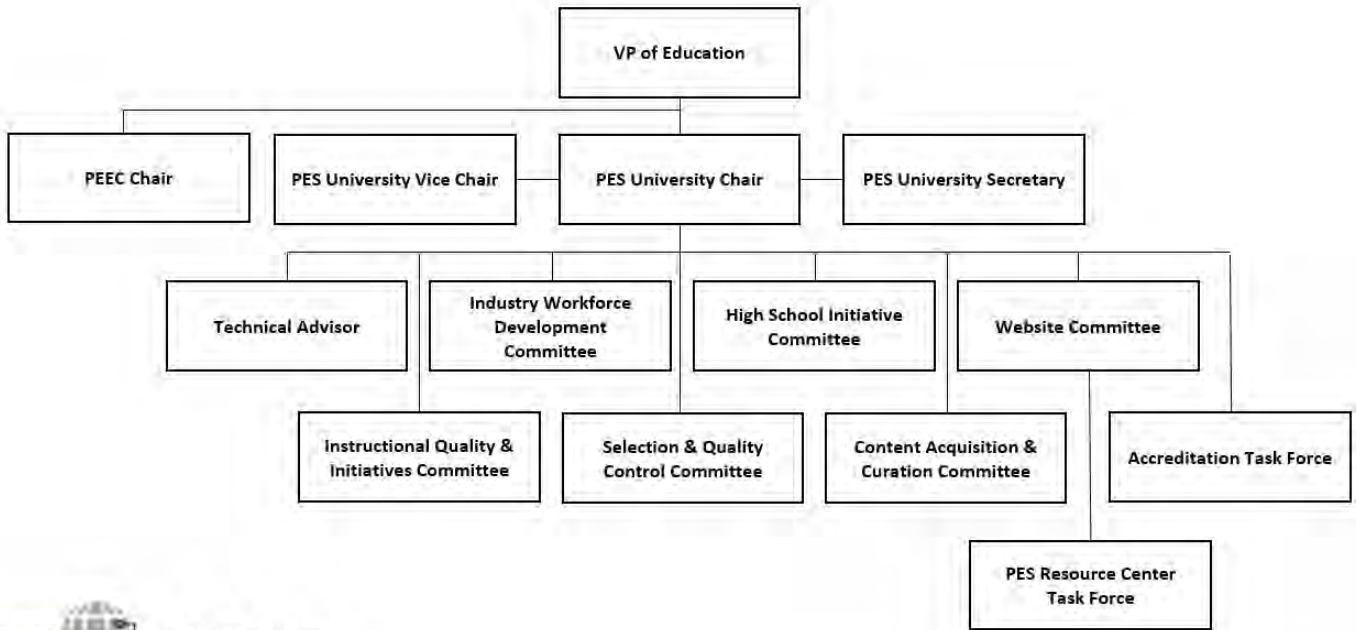 VP of Education
PEEC Chair
PES University Vice Chair
PES University Chair
PES University Secretary
Technical Advisor
Industry Workforce
Development
Committee
High School Initiative
Committee
Website Committee
Instructional Quality &
Initiatives Committee
Selection & Quality
Control Committee
Content Acquisition &
Curation Committee
Accreditation Task Force
PES Resource Center
Task Force